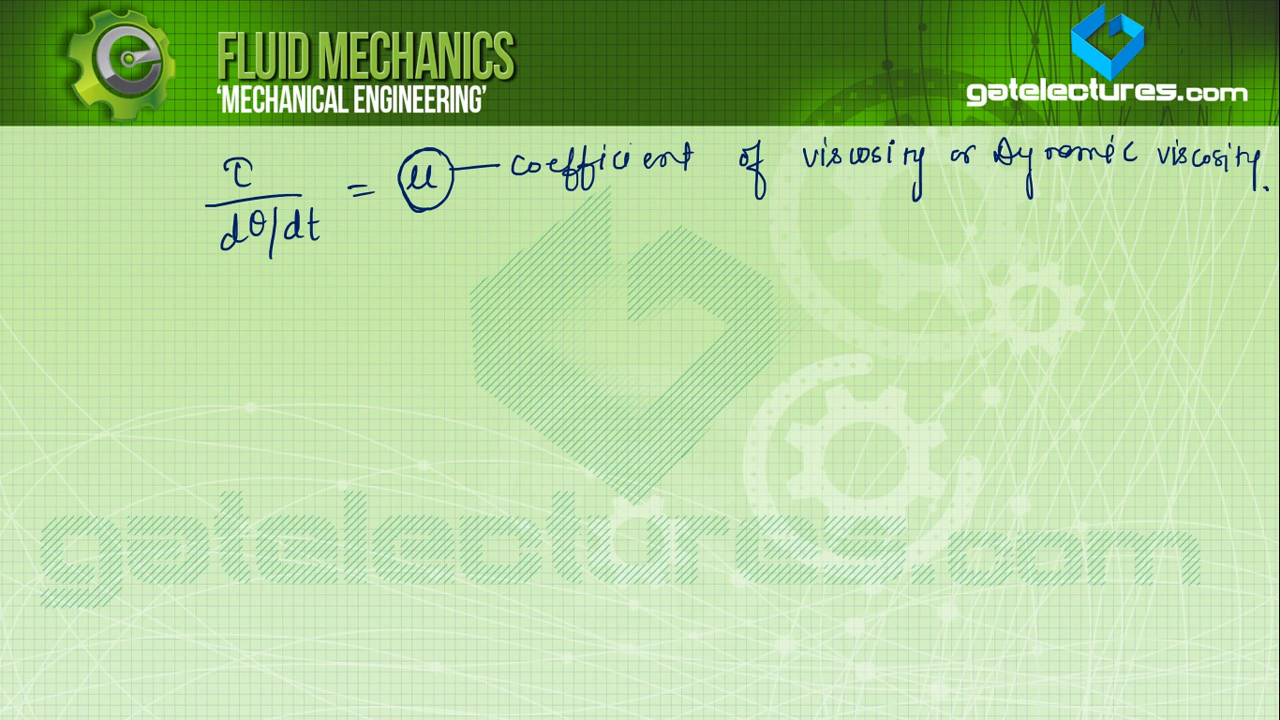 FLUID MECHANICS
'MECHANICAL ENGINEERING'
gatelectures.com
τ
dθ/dt
= μ — coefficient of viscosity or Dynamic viscosity.
gatelectures.com